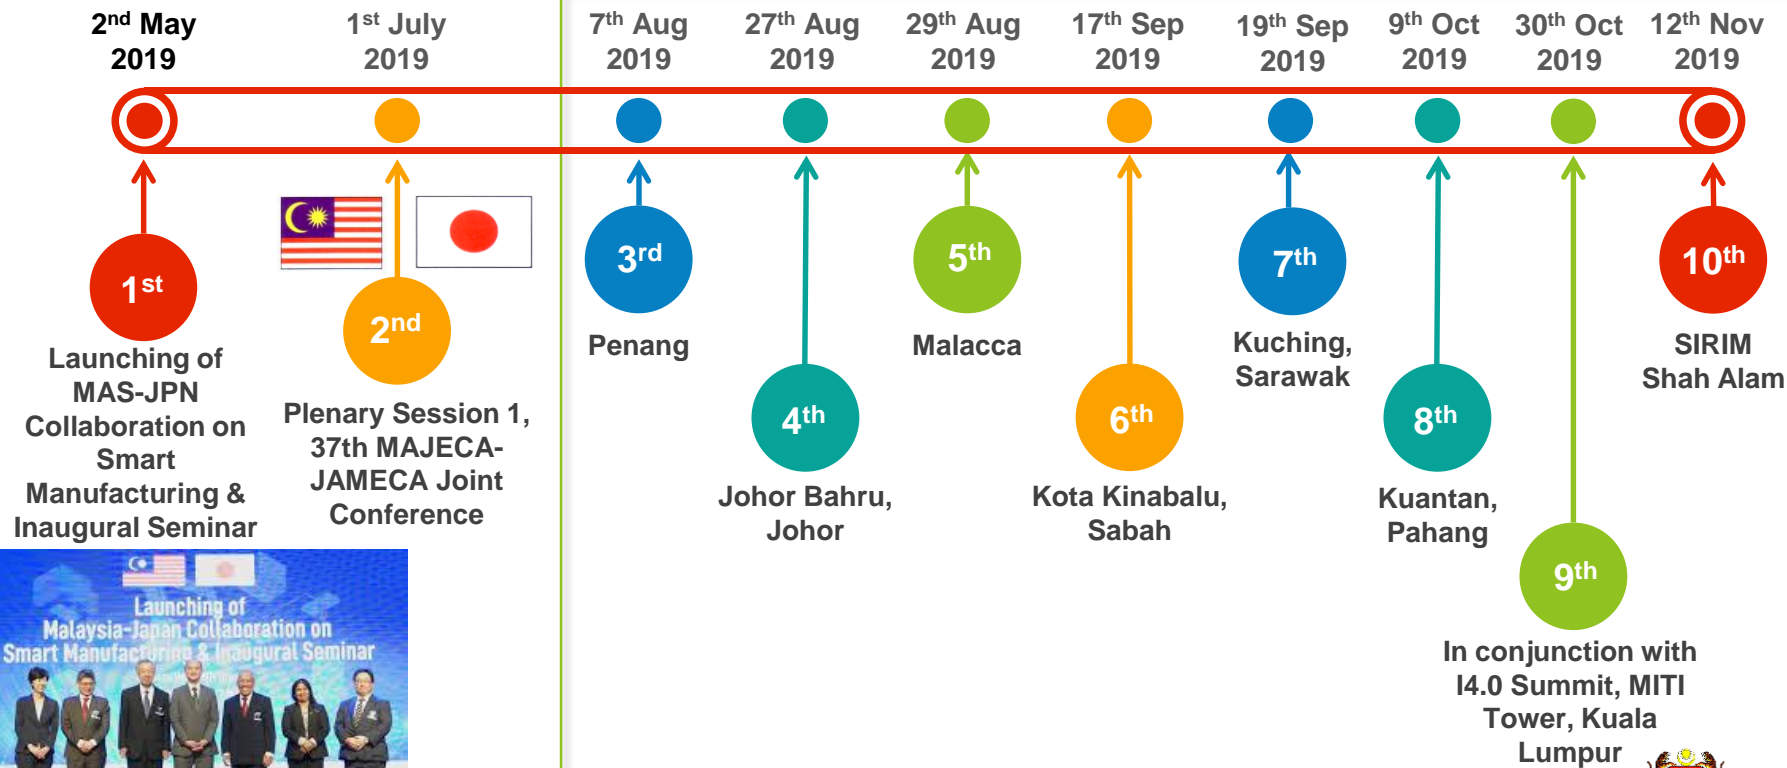 2nd May
2019
1st July
2019
7th Aug
2019
27th Aug
2019
29th Aug
2019
17th Sep
2019
19th Sep
2019
9th Oct
2019
30th Oct
2019
12th Nov
2019
1st
Launching of
MAS-JPN
Collaboration on
Smart
Manufacturing &
Inaugural Seminar
2nd
Plenary Session 1,
37th MAJECA-
JAMECA Joint
Conference
3rd
Penang
4th
Johor Bahru,
Johor
5th
Malacca
6th
Kota Kinabalu,
Sabah
7th
Kuching,
Sarawak
8th
Kuantan,
Pahang
9th
In conjunction with
I4.0 Summit, MITI
Tower, Kuala
Lumpur
10th
SIRIM
Shah Alam
Launching of
Malaysia-Japan Collaboration on
Smart Manufacturing & Inaugural Seminar